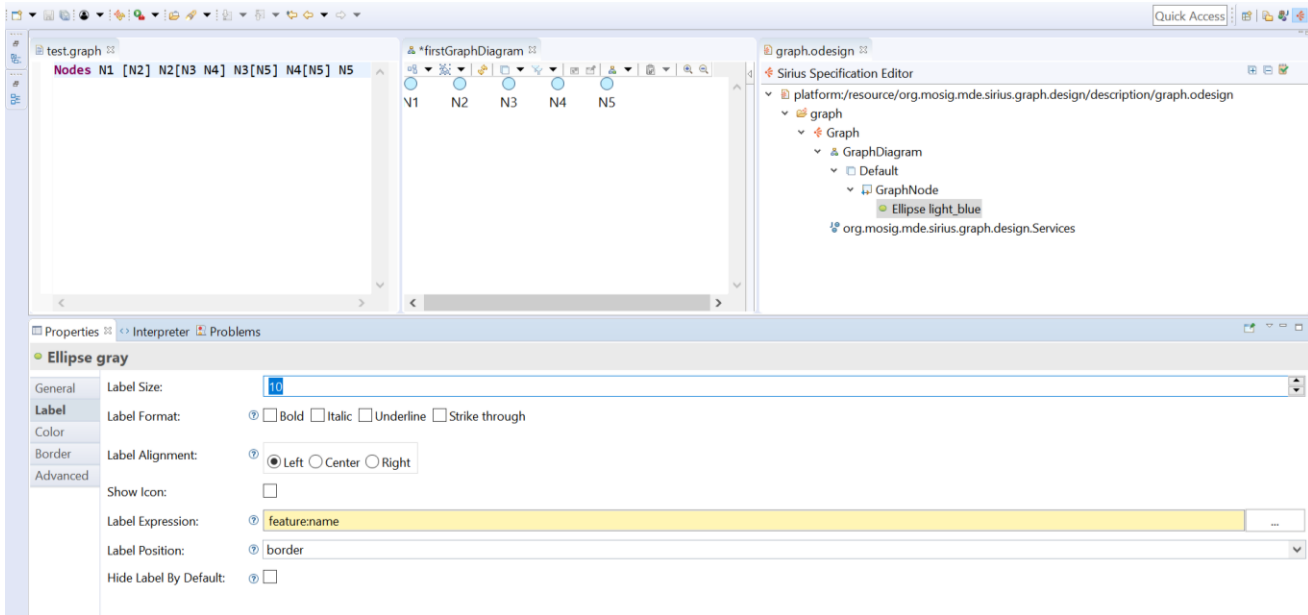 Quick Access
test.graph
Nodes N1 [N2] N2[N3 N4] N3[N5] N4[N5] N5
*firstGraphDiagram
N1 N2 N3 N4 N5
graph.odesign
Sirius Specification Editor
platform:/resource/org.mosig.mde.sirius.graph.design/description/graph.odesign
graph
Graph
GraphDiagram
Default
GraphNode
Ellipse light_blue
org.mosig.mde.sirius.graph.design.Services
Properties Interpreter Problems
Ellipse gray
General
Label
Color
Border
Advanced
Label Size: 10
Label Format: Bold Italic Underline Strike through
Label Alignment: Left Center Right
Show Icon:
Label Expression: feature:name ...
Label Position: border
Hide Label By Default: